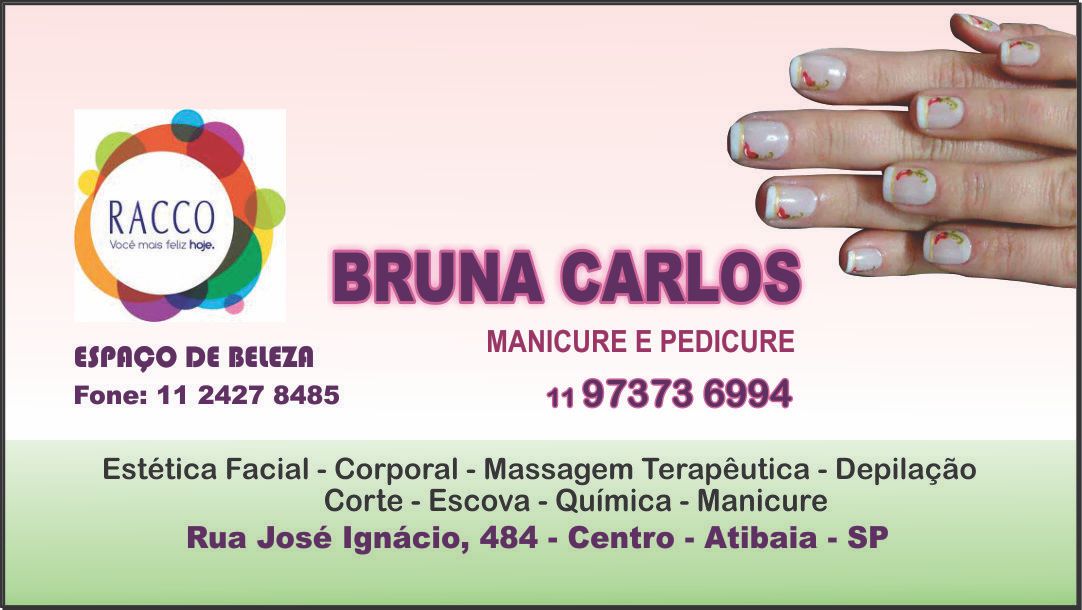 RACCO
Você mais feliz hoje.
BRUNA CARLOS
MANICURE E PEDICURE
11 97373 6994
ESPAÇO DE BELEZA
Fone: 11 2427 8485
Estética Facial - Corporal - Massagem Terapêutica - Depilação
Corte - Escova - Química - Manicure
Rua José Ignácio, 484 - Centro - Atibaia - SP